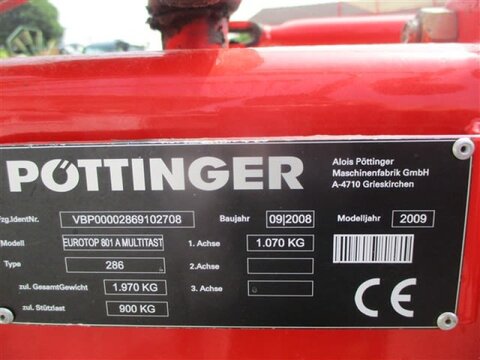 PÖTTINGER
Alois Pöttinger
Maschinenfabrik GmbH
A-4710 Grieskirchen
Fzg.IdentNr. VBP00002869102708 Baujahr 09|2008 Modelljahr 2009
Modell EUROTOP 801 A MULTITAST 1. Achse 1.070 KG
Type 286 2. Achse
zul. GesamtGewicht 1.970 KG 3. Achse
zul. Stützlast 900 KG
CE